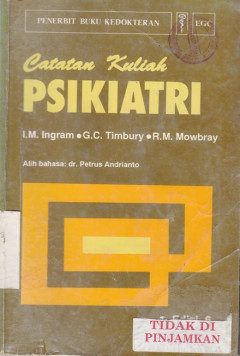 PENERBIT BUKU KEDOKTERAN EGC
Catatan Kuliah
PSIKIATRI
I.M. Ingram ● G.C. Timbury ● R.M. Mowbray
Alih bahasa: dr. Petrus Andrianto
TIDAK DI
PINJAMKAN